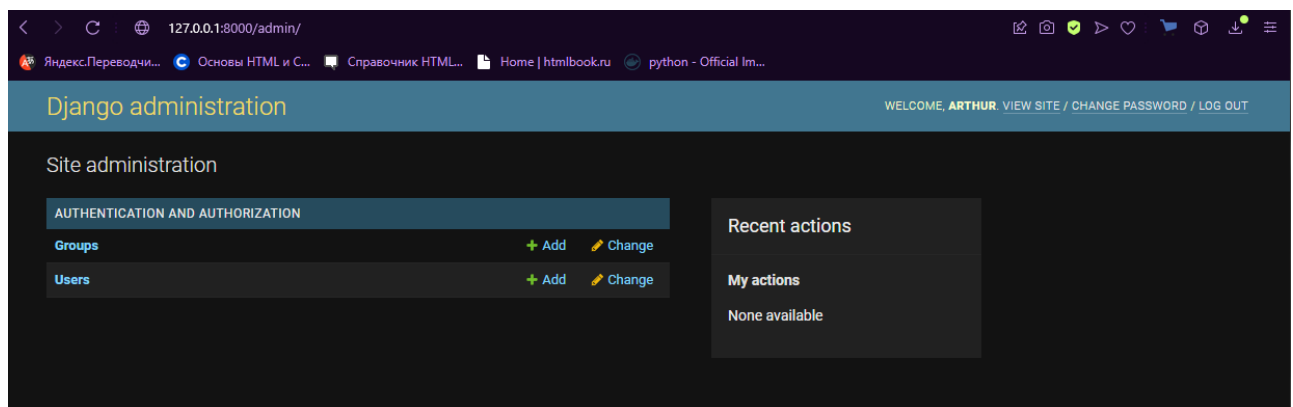 127.0.0.1:8000/admin/
Яндекс.Переводчи... Основы HTML и С... Справочник HTML... Home | htmlbook.ru python - Official Im...
Django administration
WELCOME, ARTHUR. VIEW SITE / CHANGE PASSWORD / LOG OUT
Site administration
AUTHENTICATION AND AUTHORIZATION
Groups + Add Change
Users + Add Change
Recent actions
My actions
None available